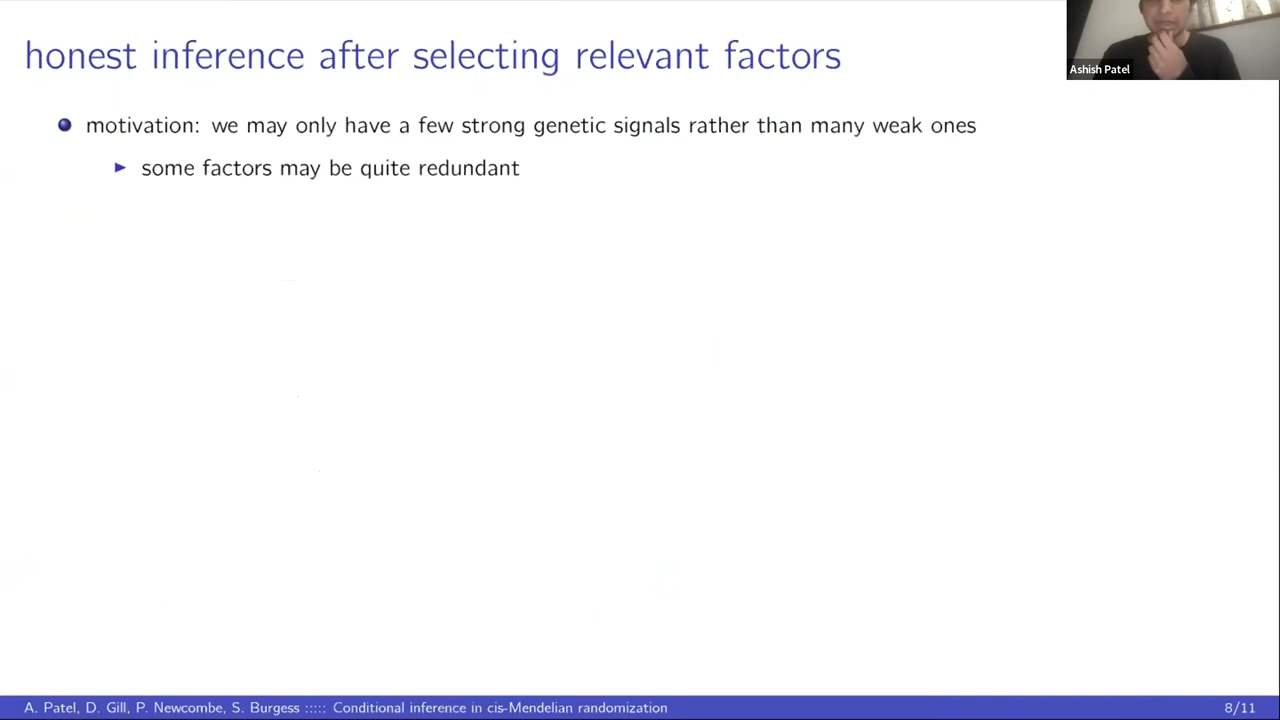 honest inference after selecting relevant factors
Ashish Patel
motivation: we may only have a few strong genetic signals rather than many weak ones
some factors may be quite redundant
A. Patel, D. Gill, P. Newcombe, S. Burgess ::::: Conditional inference in cis-Mendelian randomization 8/11